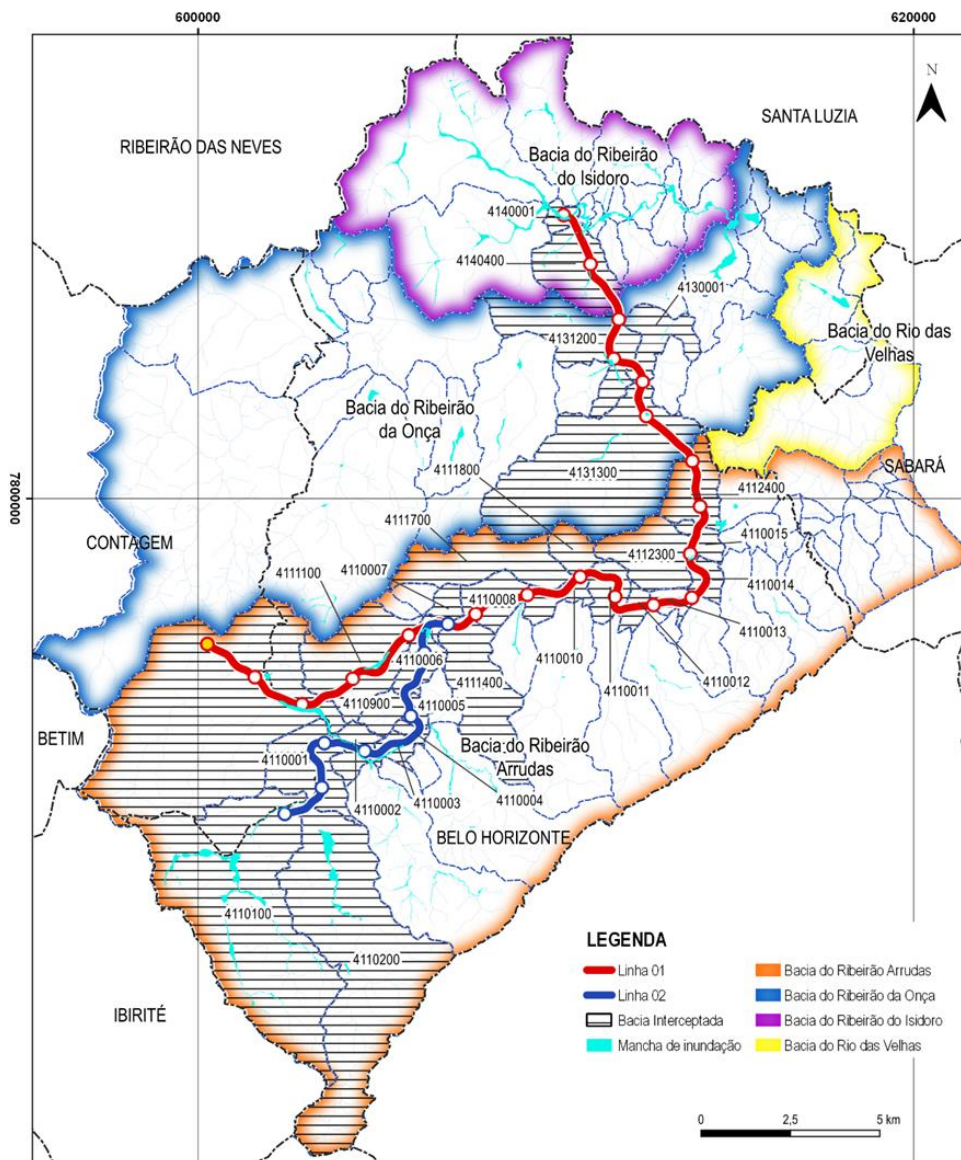 600000
620000
N
SANTA LUZIA
RIBEIRÃO DAS NEVES
Bacia do Ribeirão
do Isidoro
4140001
4140400
4130001
4131200
Bacia do Rio das
Velhas
Bacia do Ribeirão
da Onça
4111800
4131300
SABARÁ
7800000
4112400
4111700
CONTAGEM
4110015
4112300
4110007
4111100
4110014
4110008
4110013
4110006
4110010
4110012
4111400
4110011
4110900
4110005
BETIM
Bacia do Ribeirão
Arrudas
4110001
4110003
4110004
4110002
BELO HORIZONTE
4110100
4110200
IBIRITÉ
LEGENDA
Linha 01
Linha 02
Bacia Interceptada
Mancha de inundação
Bacia do Ribeirão Arrudas
Bacia do Ribeirão da Onça
Bacia do Ribeirão do Isidoro
Bacia do Rio das Velhas
0 2,5 5 km